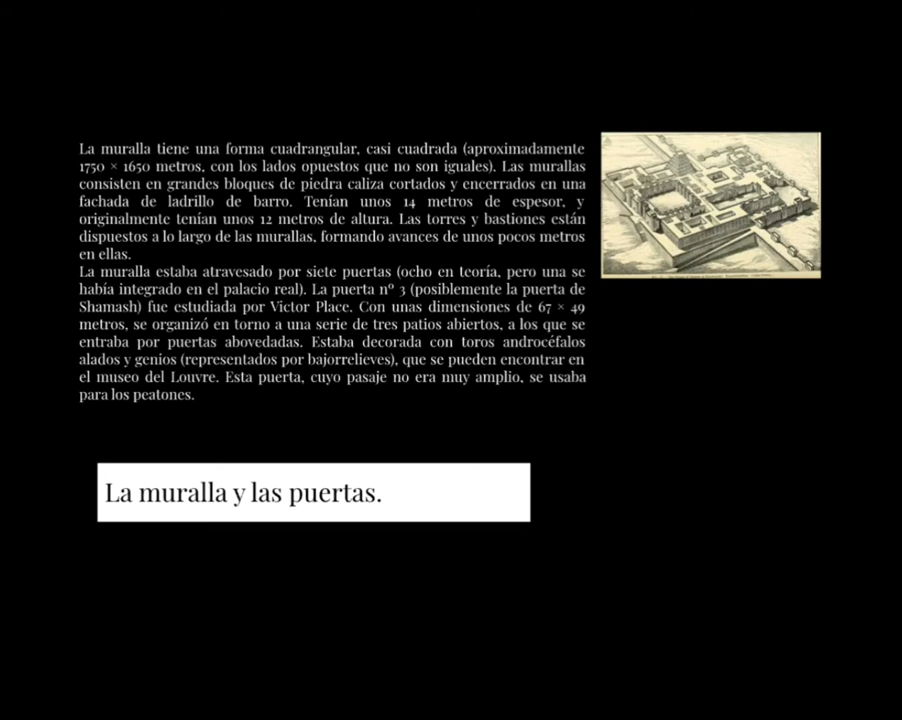 La muralla tiene una forma cuadrangular, casi cuadrada (aproximadamente
1750 × 1650 metros, con los lados opuestos que no son iguales). Las murallas
consisten en grandes bloques de piedra caliza cortados y encerrados en una
fachada de ladrillo de barro. Tenían unos 14 metros de espesor, y
originalmente tenían unos 12 metros de altura. Las torres y bastiones están
dispuestos a lo largo de las murallas, formando avances de unos pocos metros
en ellas.
La muralla estaba atravesado por siete puertas (ocho en teoría, pero una se
había integrado en el palacio real). La puerta nº 3 (posiblemente la puerta de
Shamash) fue estudiada por Victor Place. Con unas dimensiones de 67 × 49
metros, se organizó en torno a una serie de tres patios abiertos, a los que se
entraba por puertas abovedadas. Estaba decorada con toros androcéfalos
alados y genios (representados por bajorrelieves), que se pueden encontrar en
el museo del Louvre. Esta puerta, cuyo pasaje no era muy amplio, se usaba
para los peatones.
La muralla y las puertas.